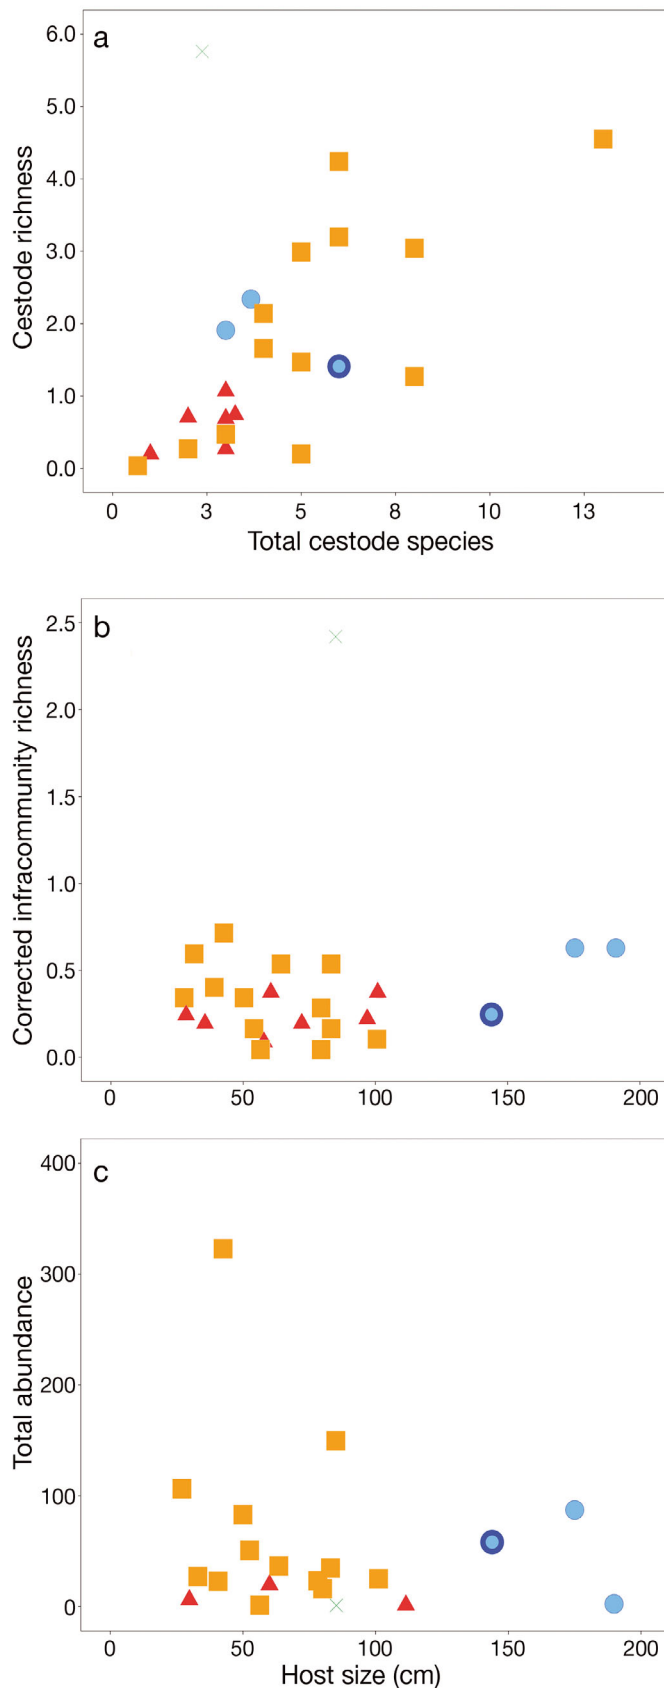 a
Cestode richness
6.0
5.0
4.0
3.0
2.0
1.0
0.0
0 3 5 8 10 13
Total cestode species
b
Corrected infracommunity richness
2.5
2.0
1.5
1.0
0.5
0.0
0 50 100 150 200
c
Total abundance
400
300
200
100
0
0 50 100 150 200
Host size (cm)